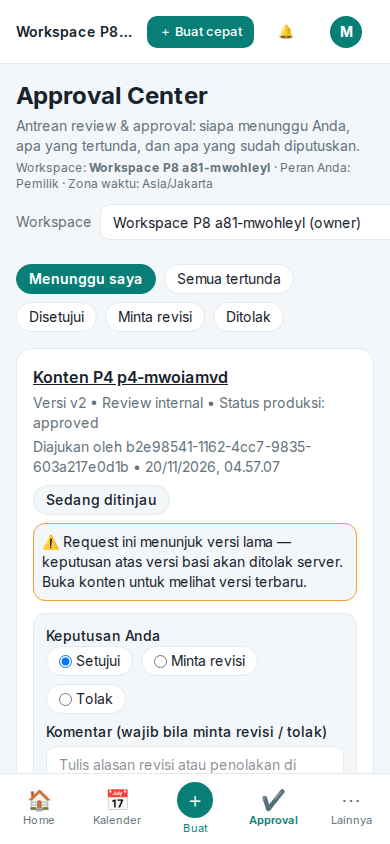 Workspace P8...
+ Buat cepat
M
Approval Center
Antrean review & approval: siapa menunggu Anda,
apa yang tertunda, dan apa yang sudah diputuskan.
Workspace: Workspace P8 a81-mwohleyl · Peran Anda:
Pemilik · Zona waktu: Asia/Jakarta
Workspace
Workspace P8 a81-mwohleyl (owner)
Menunggu saya
Semua tertunda
Disetujui
Minta revisi
Ditolak
Konten P4 p4-mwoiamvd
Versi v2 • Review internal • Status produksi:
approved
Diajukan oleh b2e98541-1162-4cc7-9835-
603a217e0d1b • 20/11/2026, 04.57.07
Sedang ditinjau
⚠️ Request ini menunjuk versi lama —
keputusan atas versi basi akan ditolak server.
Buka konten untuk melihat versi terbaru.
Keputusan Anda
Setujui
Minta revisi
Tolak
Komentar (wajib bila minta revisi / tolak)
Tulis alasan revisi atau penolakan di
Home
Kalender
+
Buat
Approval
Lainnya